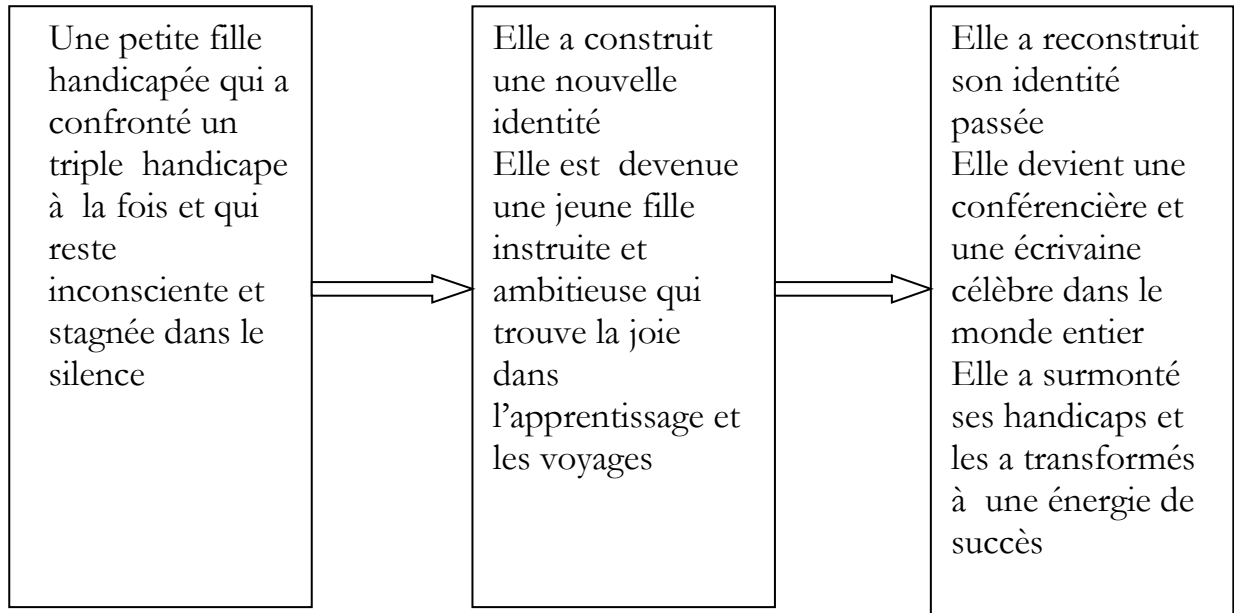 Une petite fille
handicapée qui a
confronté un
triple handicape
à la fois et qui
reste
inconsciente et
stagnée dans le
silence
Elle a construit
une nouvelle
identité
Elle est devenue
une jeune fille
instruite et
ambitieuse qui
trouve la joie
dans
l'apprentissage et
les voyages
Elle a reconstruit
son identité
passée
Elle devient une
conférencière et
une écrivaine
célèbre dans le
monde entier
Elle a surmonté
ses handicaps et
les a transformés
à une énergie de
succès